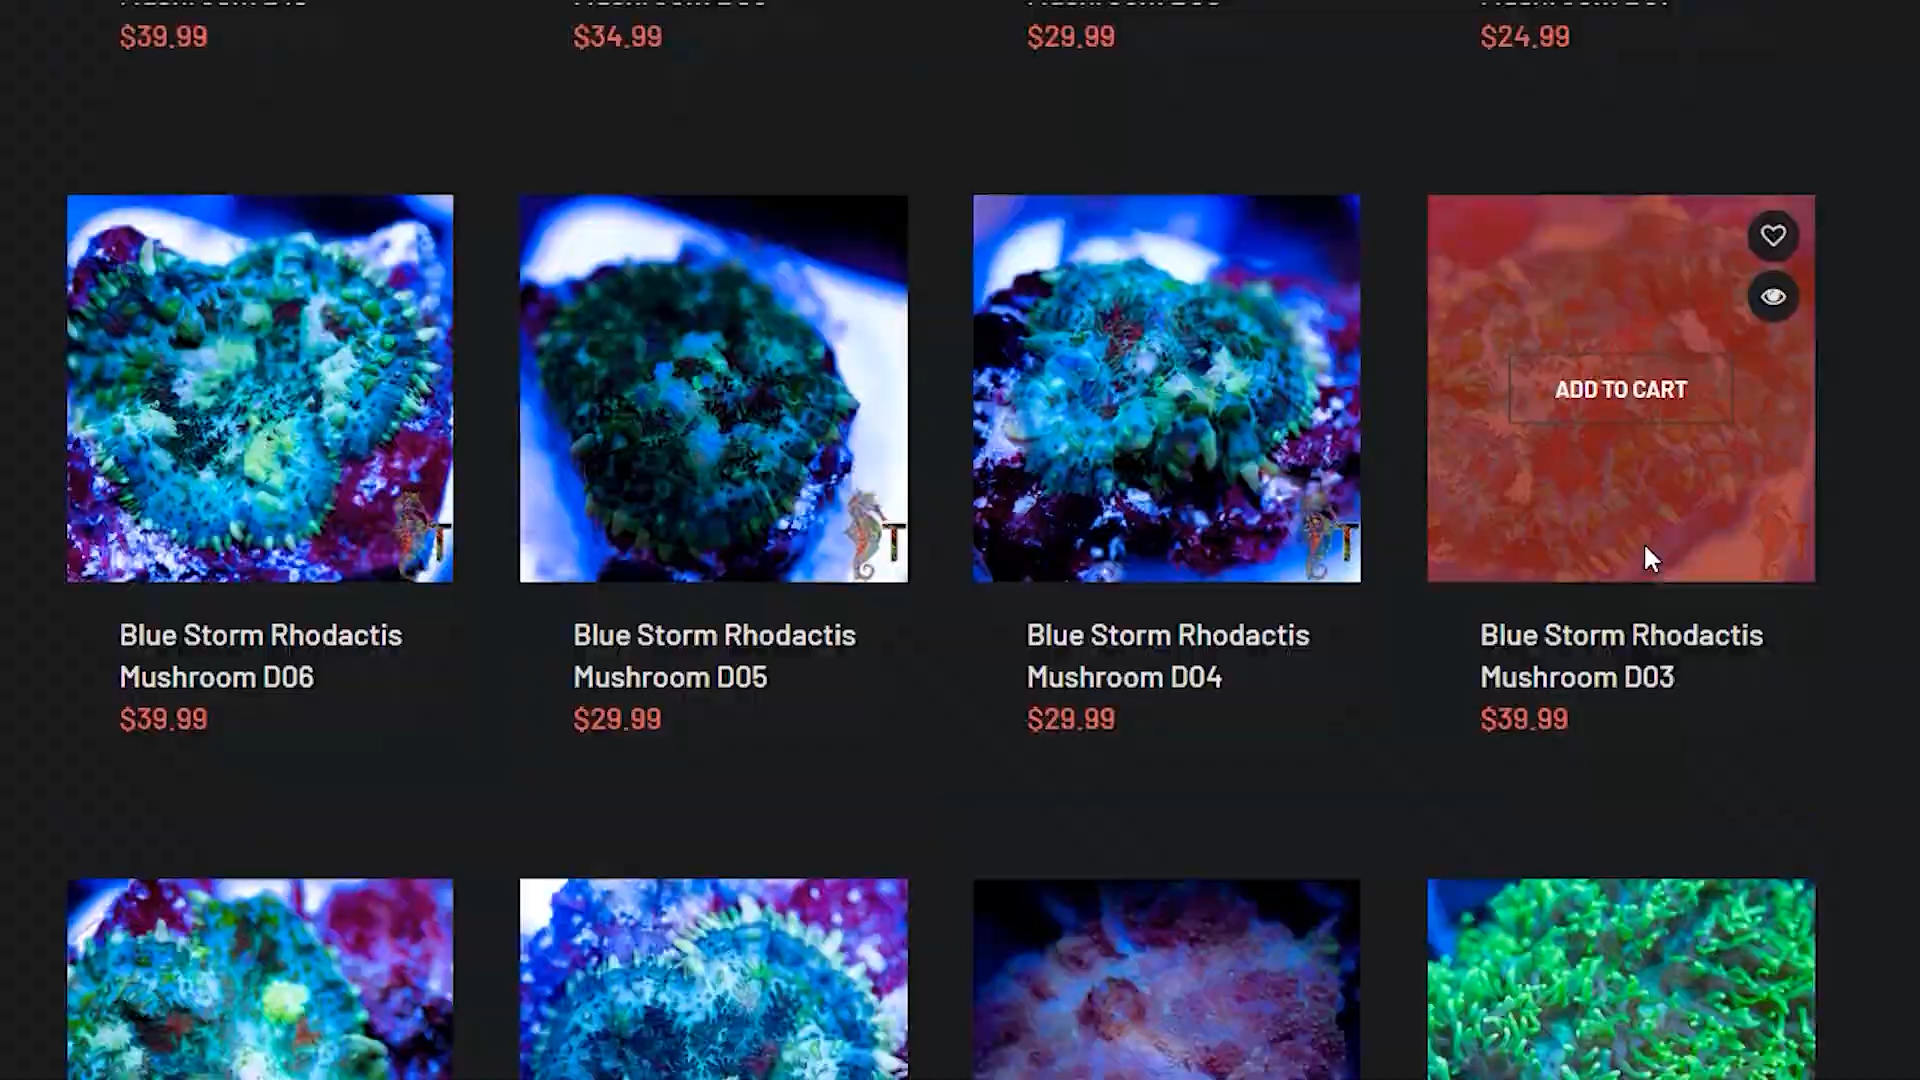 $39.99
$34.99
$29.99
$24.99
ADD TO CART
T
T
T
Blue Storm Rhodactis
Mushroom D06
$39.99
Blue Storm Rhodactis
Mushroom D05
$29.99
Blue Storm Rhodactis
Mushroom D04
$29.99
Blue Storm Rhodactis
Mushroom D03
$39.99